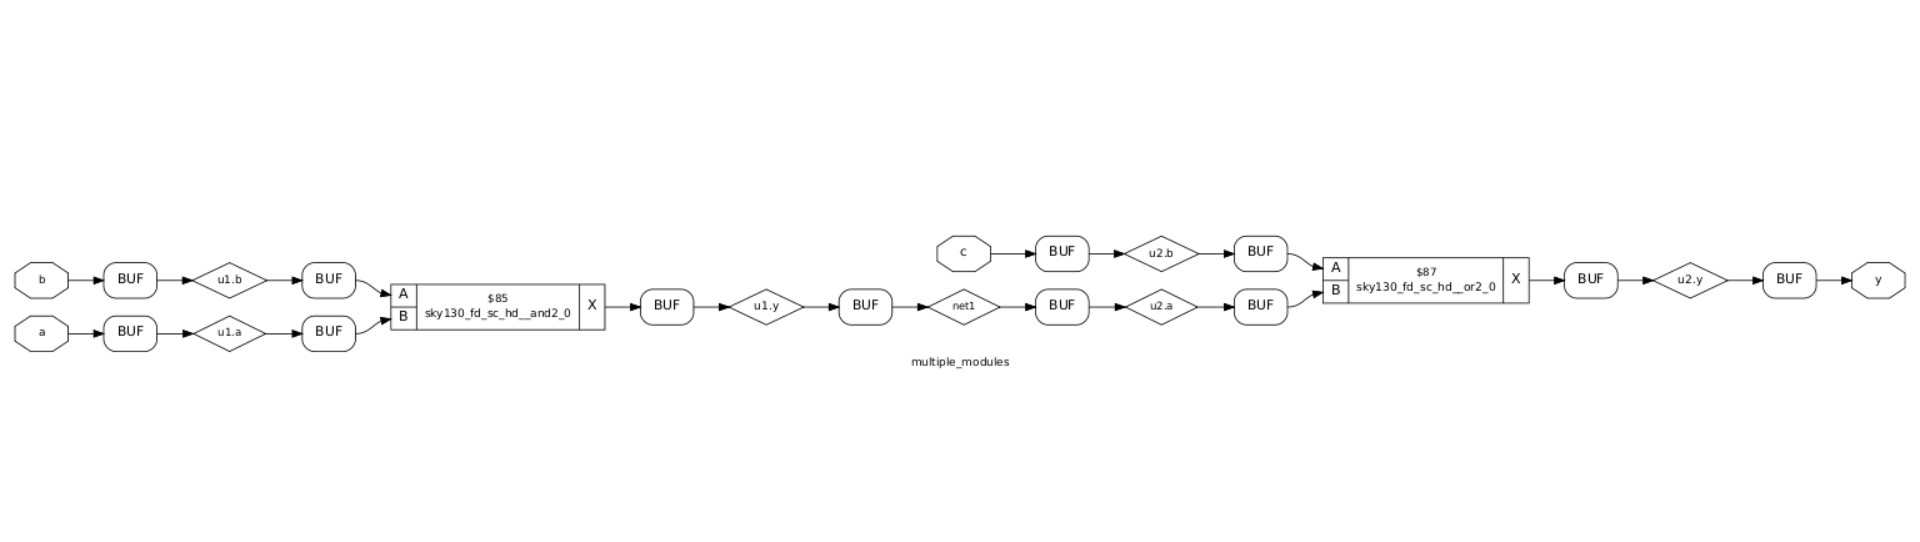 c BUF u2.b BUF
b BUF u1.b BUF
A $87 X BUF u2.y BUF y
sky130_fd_sc_hd__or2_0
B
A $85 X BUF u1.y BUF net1 BUF u2.a BUF
sky130_fd_sc_hd__and2_0
B
a BUF u1.a BUF
multiple_modules